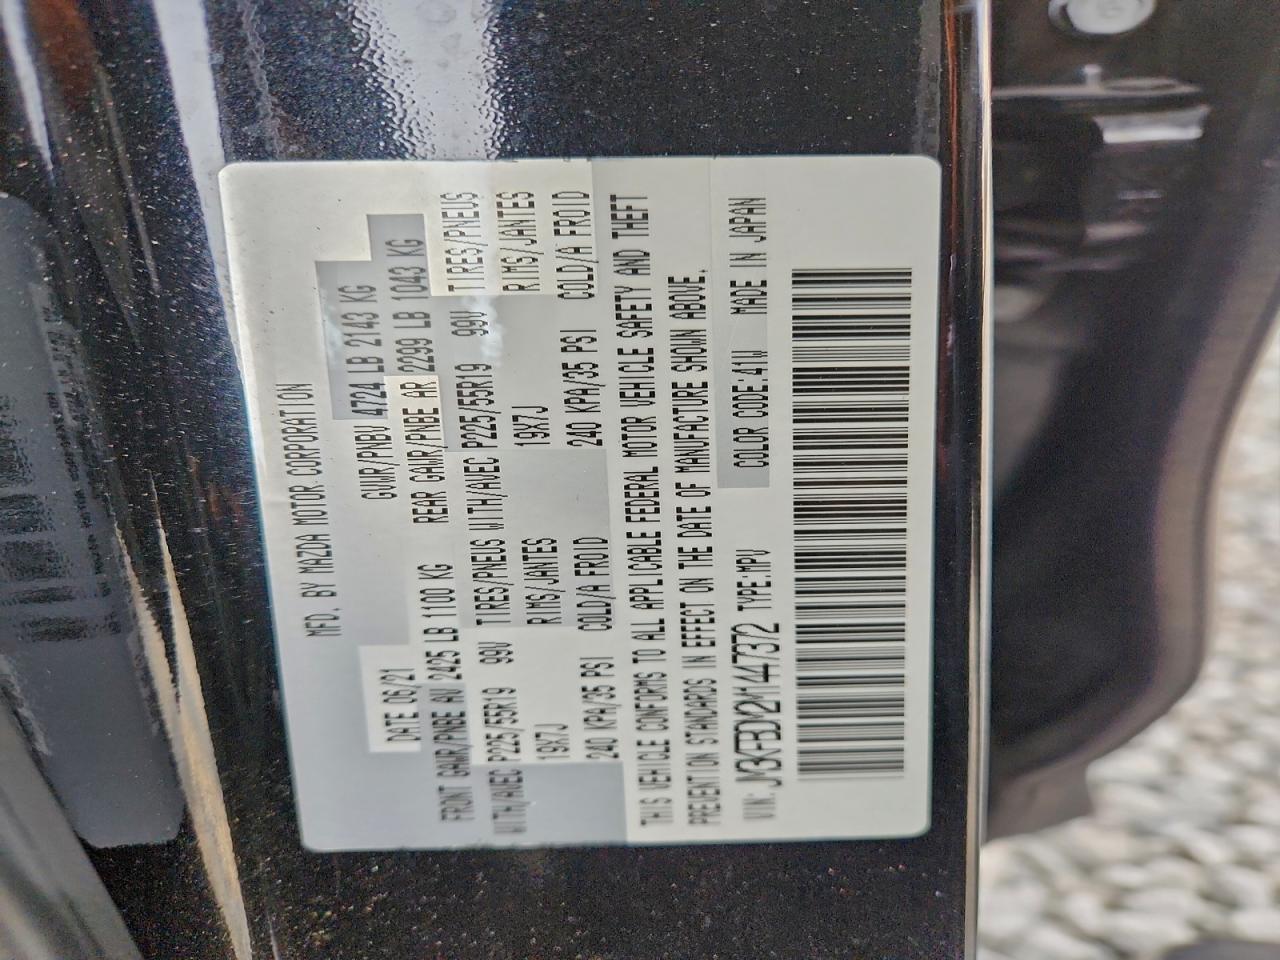 MFD. BY MAZDA MOTOR CORPORATION
DATE 06/21 GVWR/PNBV 4724 LB 2143 KG
FRONT GAWR/PNBE AV 2425 LB 1100 KG REAR GAWR/PNBE AR 2299 LB 1043 KG
WITH/AVEC P225/55R19 99V TIRES/PNEUS WITH/AVEC P225/55R19 99V TIRES/PNEUS
19X7J RIMS/JANTES 19X7J RIMS/JANTES
240 KPA/35 PSI COLD/A FROID 240 KPA/35 PSI COLD/A FROID
THIS VEHICLE CONFORMS TO ALL APPLICABLE FEDERAL MOTOR VEHICLE SAFETY AND THEFT
PREVENTION STANDARDS IN EFFECT ON THE DATE OF MANUFACTURE SHOWN ABOVE.
VIN: JM3KFBDY2M1447372 TYPE:MPV COLOR CODE:41W MADE IN JAPAN